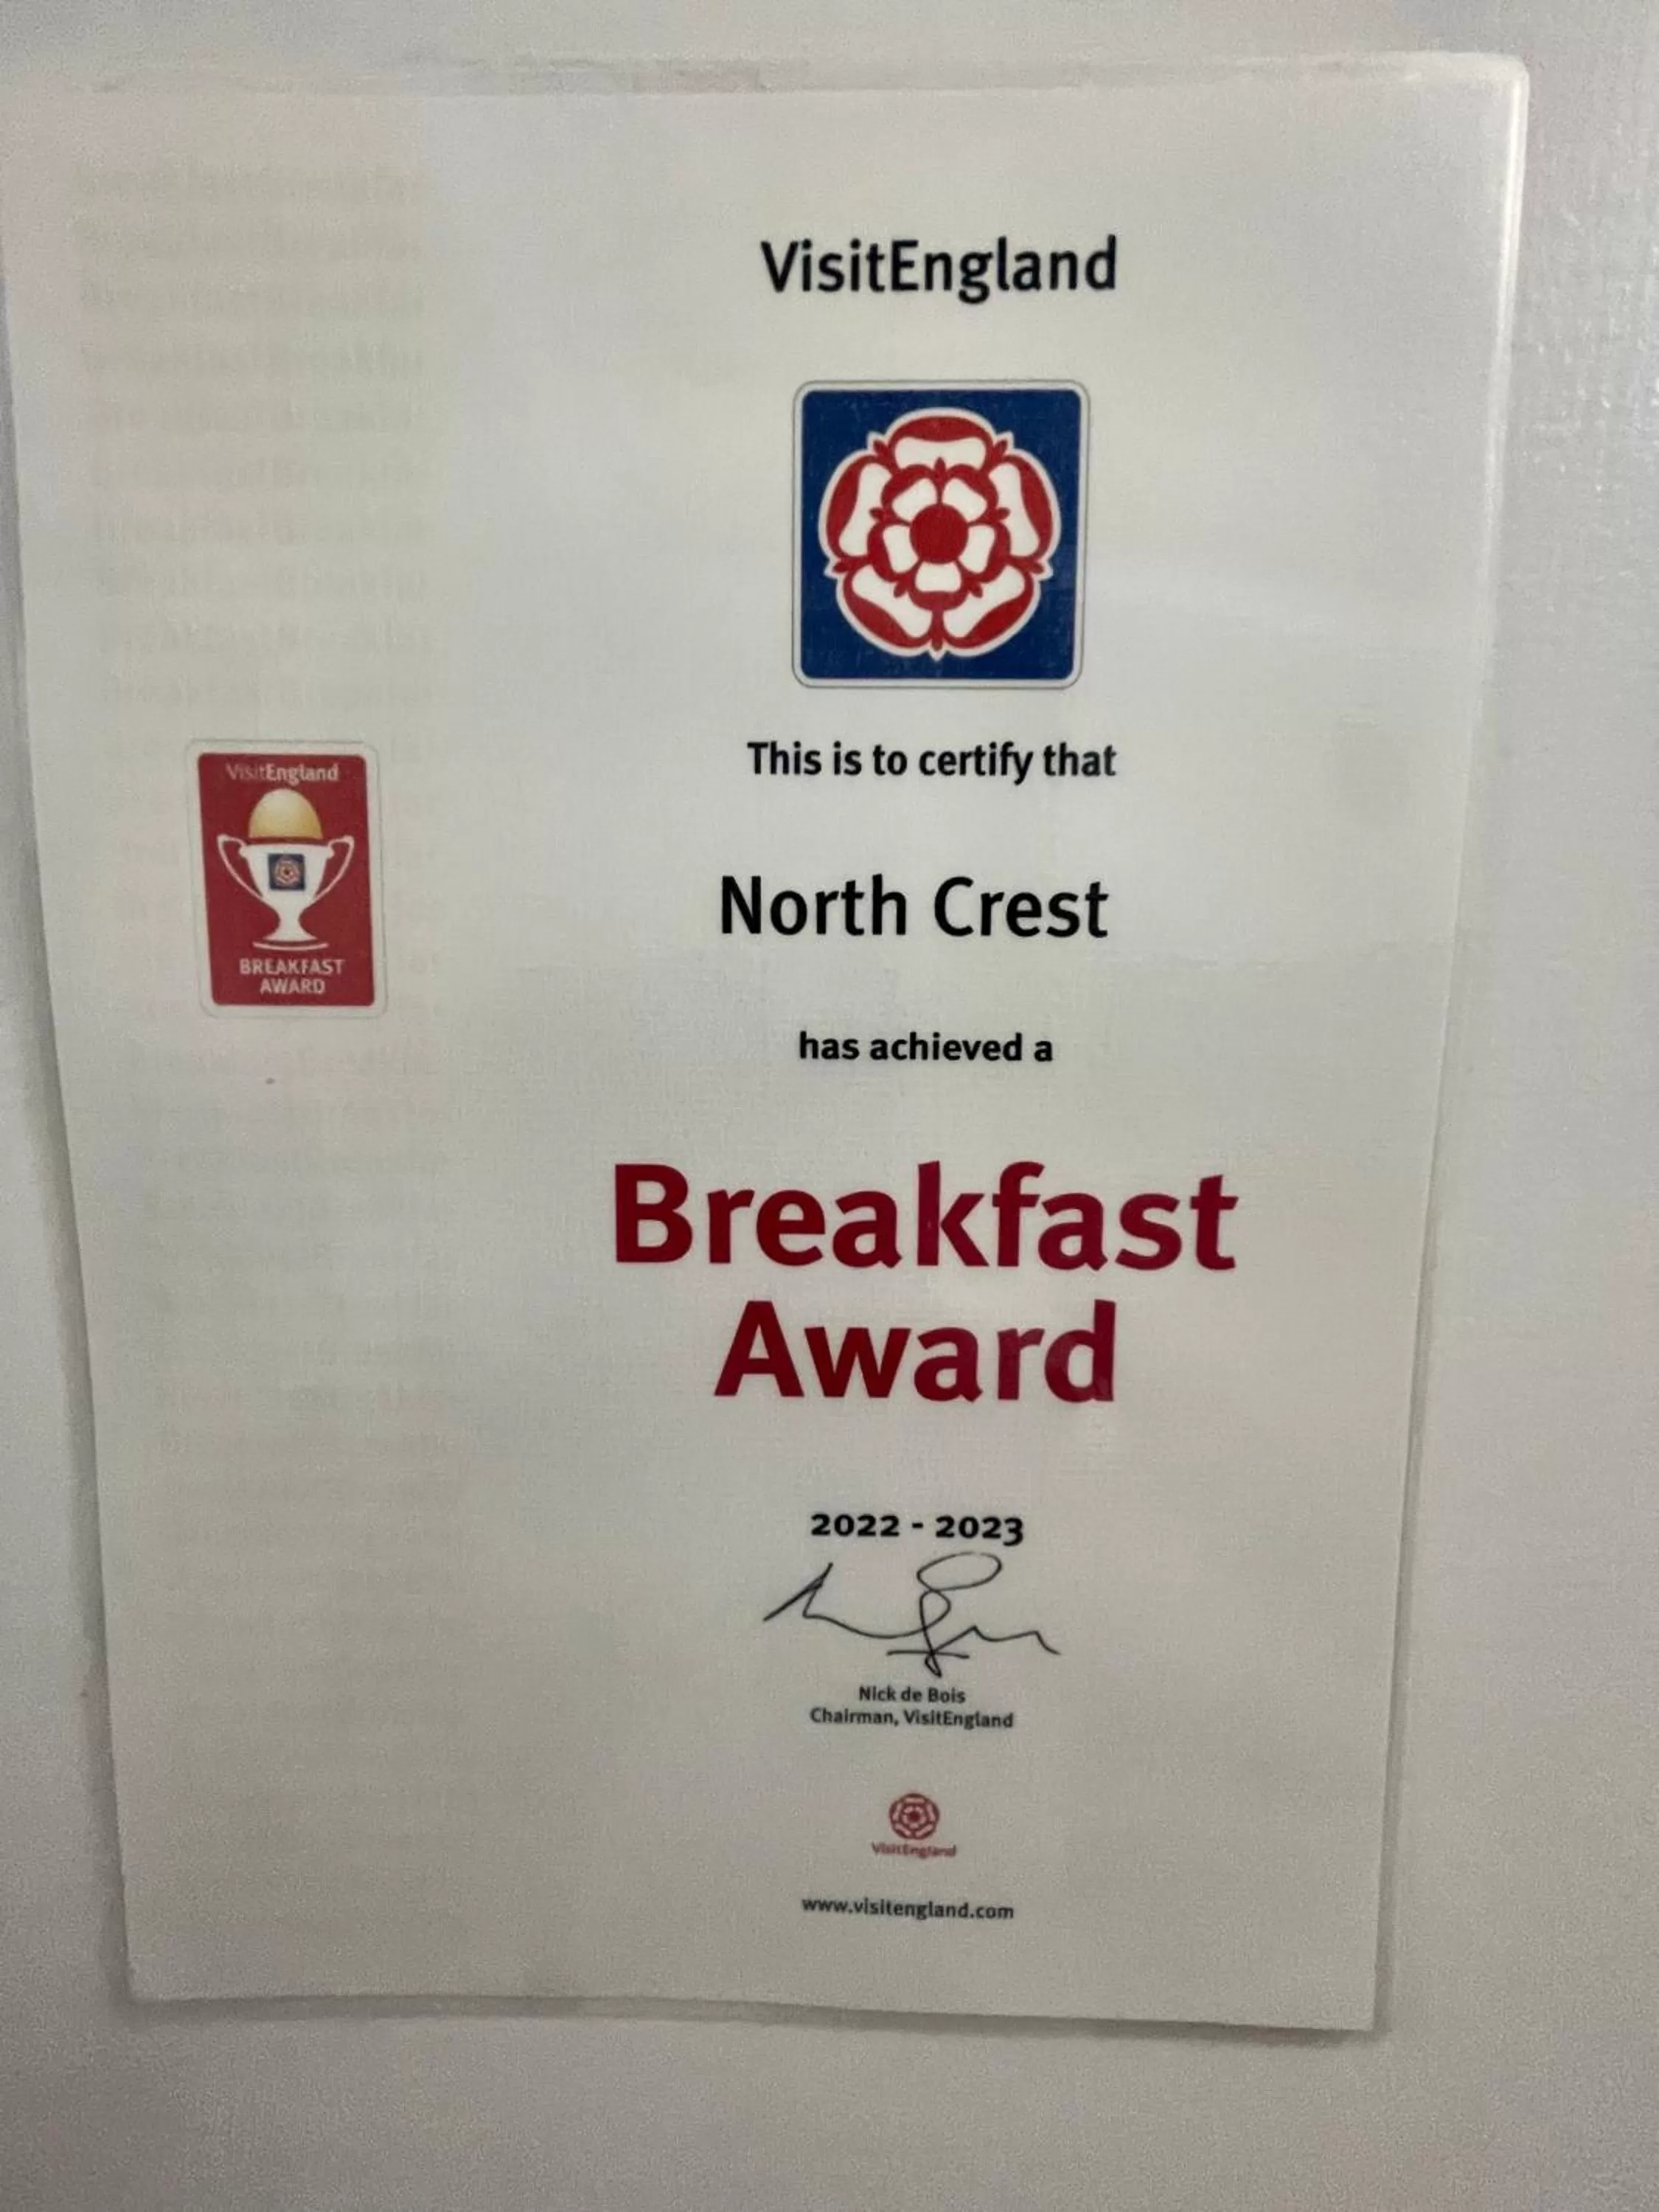 VisitEngland
This is to certify that
VisitEngland
BREAKFAST
AWARD
North Crest
has achieved a
Breakfast
Award
2022 - 2023
Nick de Bois
Chairman, VisitEngland
VisitEngland
www.visitengland.com